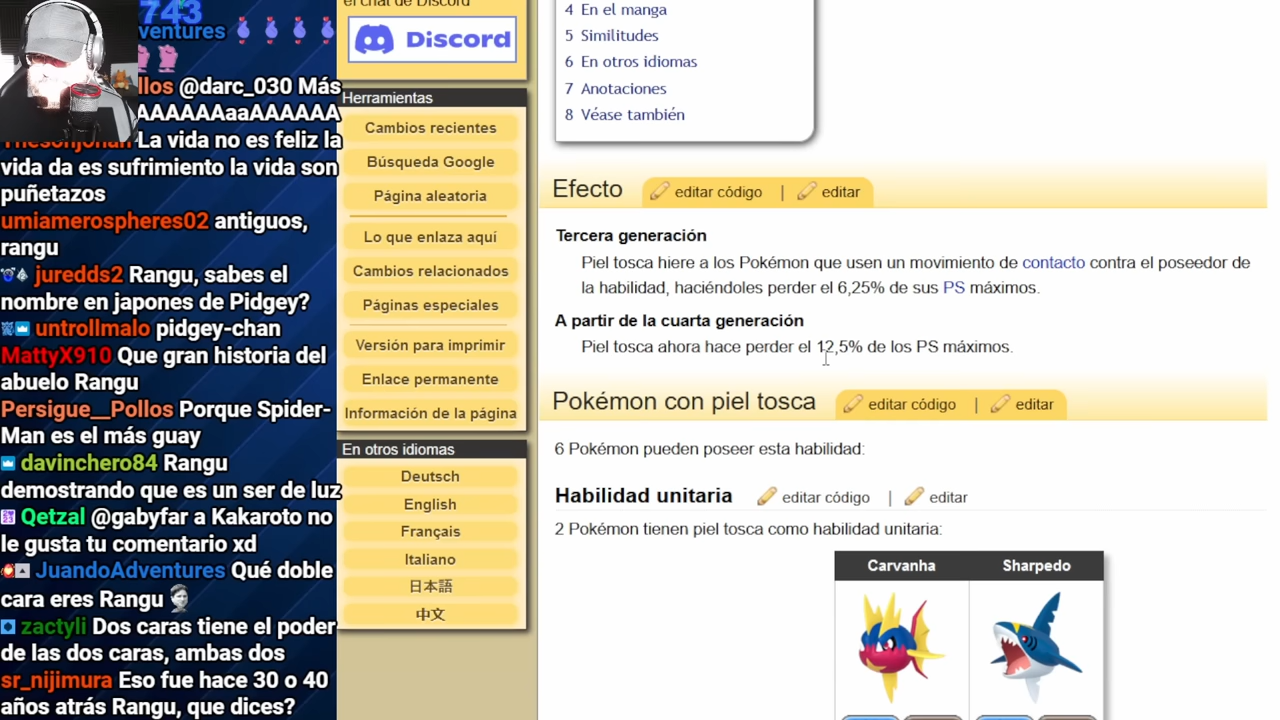 743
ventures
llos @darc_030 Más
AAAAAAaaAAAAAA
La vida no es feliz la
vida da es sufrimiento la vida son
puñetazos
umiamerospheres02 antiguos,
rangu
juredds2 Rangu, sabes el
nombre en japones de Pidgey?
untrollmalo pidgey-chan
MattyX910 Que gran historia del
abuelo Rangu
Persigue__Pollos Porque Spider-
Man es el más guay
davinchero84 Rangu
demostrando que es un ser de luz
Qetzal @gabyfar a Kakaroto no
le gusta tu comentario xd
JuandoAdventures Qué doble
cara eres Rangu
zactyli Dos caras tiene el poder
de las dos caras, ambas dos
sr_nijimura Eso fue hace 30 o 40
años atrás Rangu, que dices?
el chat de Discord
Discord
Herramientas
Cambios recientes
Búsqueda Google
Página aleatoria
Lo que enlaza aquí
Cambios relacionados
Páginas especiales
Versión para imprimir
Enlace permanente
Información de la página
En otros idiomas
Deutsch
English
Français
Italiano
日本語
中文
4 En el manga
5 Similitudes
6 En otros idiomas
7 Anotaciones
8 Véase también
Efecto editar código | editar
Tercera generación
Piel tosca hiere a los Pokémon que usen un movimiento de contacto contra el poseedor de
la habilidad, haciéndoles perder el 6,25% de sus PS máximos.
A partir de la cuarta generación
Piel tosca ahora hace perder el 12,5% de los PS máximos.
Pokémon con piel tosca editar código | editar
6 Pokémon pueden poseer esta habilidad:
Habilidad unitaria editar código | editar
2 Pokémon tienen piel tosca como habilidad unitaria:
Carvanha Sharpedo